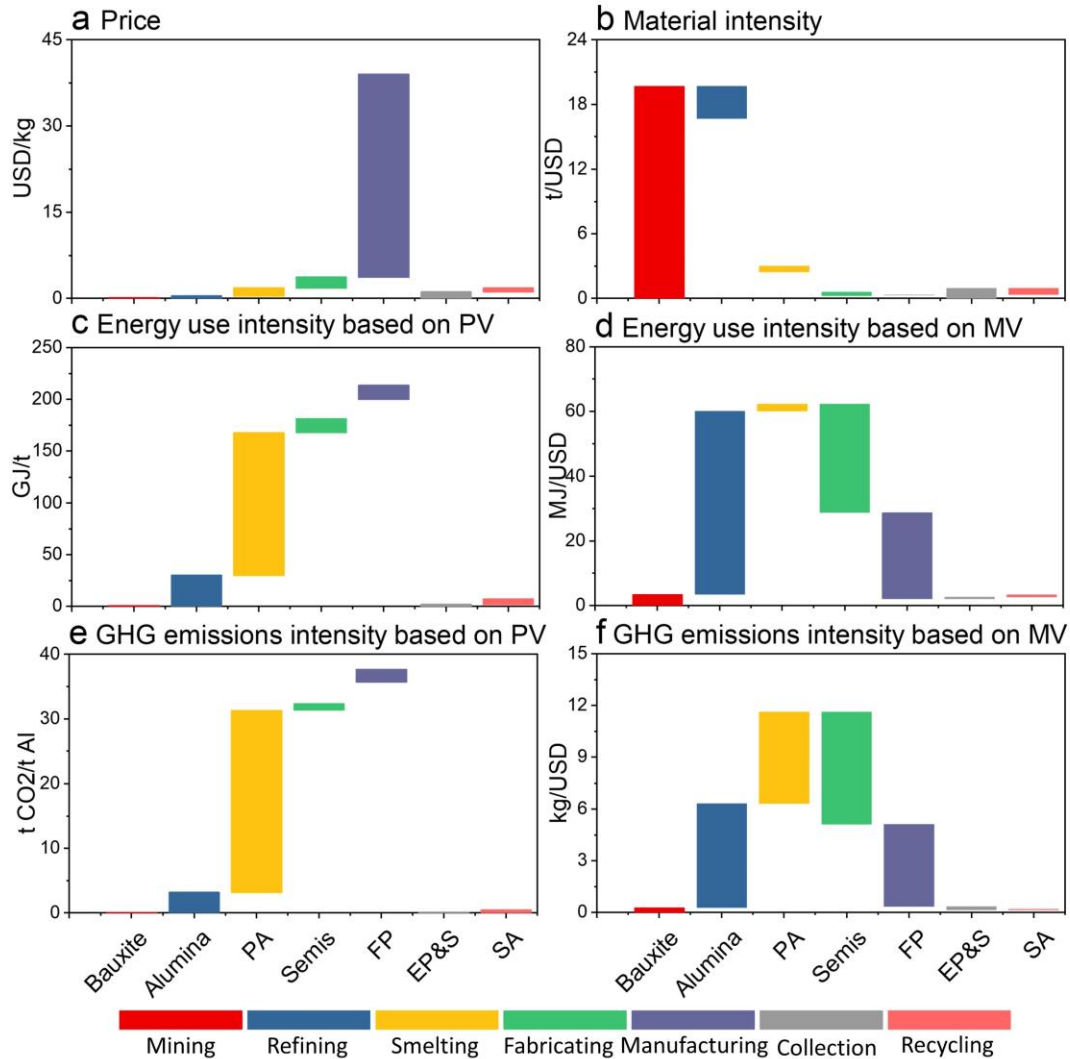 a Price
45
30
15
0
USD/kg
b Material intensity
24
18
12
6
0
t/USD
c Energy use intensity based on PV
250
200
150
100
50
0
GJ/t
d Energy use intensity based on MV
80
60
40
20
0
MJ/USD
e GHG emissions intensity based on PV
40
30
20
10
0
t CO2/t Al
Bauxite
Alumina
PA
Semis
FP
EP&S
SA
f GHG emissions intensity based on MV
15
12
9
6
3
0
kg/USD
Bauxite
Alumina
PA
Semis
FP
EP&S
SA
Mining Refining Smelting Fabricating Manufacturing Collection Recycling